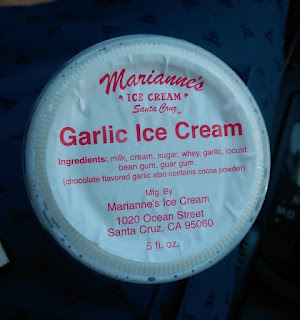 Marianne's
ICE CREAM
Santa Cruz
Garlic Ice Cream
Ingredients: milk, cream, sugar, whey, garlic, locust
bean gum, guar gum
(chocolate flavored garlic also contains cocoa powder)
Mfg. By
Marianne's Ice Cream
1020 Ocean Street
Santa Cruz, CA 95060
5 fl. oz.